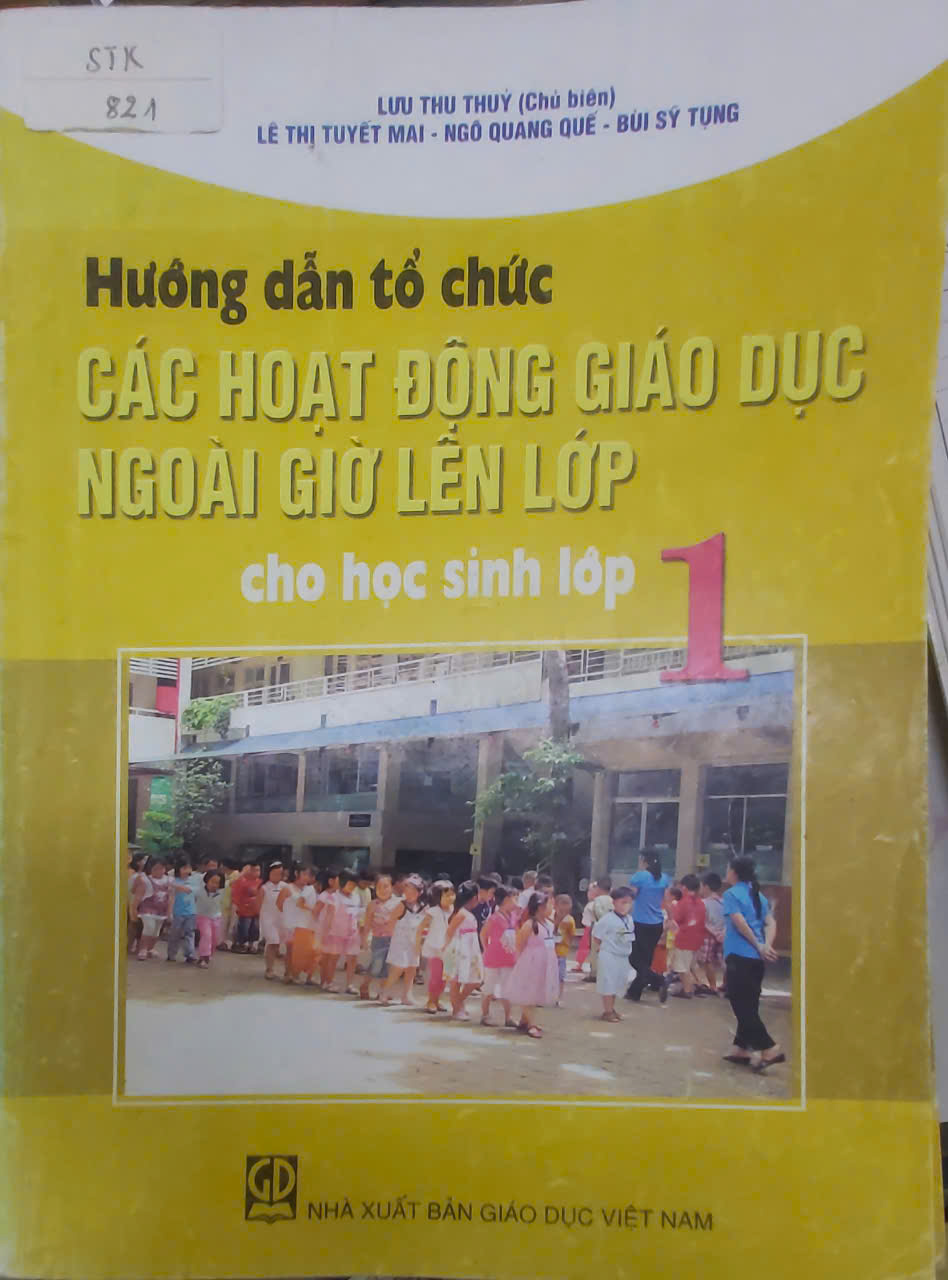 STK
821
LƯU THU THUỶ (Chủ biên)
LÊ THỊ TUYẾT MAI - NGÔ QUANG QUẾ - BÙI SỸ TỤNG
Hướng dẫn tổ chức
CÁC HOẠT ĐỘNG GIÁO DỤC
NGOÀI GIỜ LÊN LỚP
cho học sinh lớp 1
GD
NHÀ XUẤT BẢN GIÁO DỤC VIỆT NAM